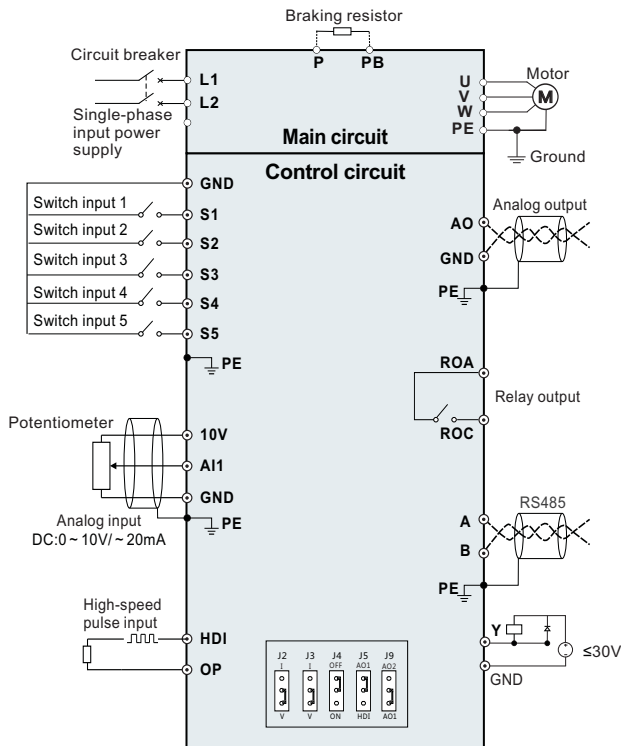 Braking resistor
P PB
Circuit breaker
L1
L2
Single-phase
input power
supply
U
V
W
PE
Motor
M
Ground
Main circuit
Control circuit
GND
Switch input 1
S1
Switch input 2
S2
Switch input 3
S3
Switch input 4
S4
Switch input 5
S5
PE
Analog output
AO
GND
PE
ROA
Relay output
ROC
Potentiometer
10V
AI1
GND
Analog input
DC:0~10V/~20mA
PE
RS485
A
B
PE
High-speed
pulse input
HDI
OP
J2 J3 J4 J5 J9
I I OFF AO1 AO2
V V ON HDI AO1
Y
≤30V
GND